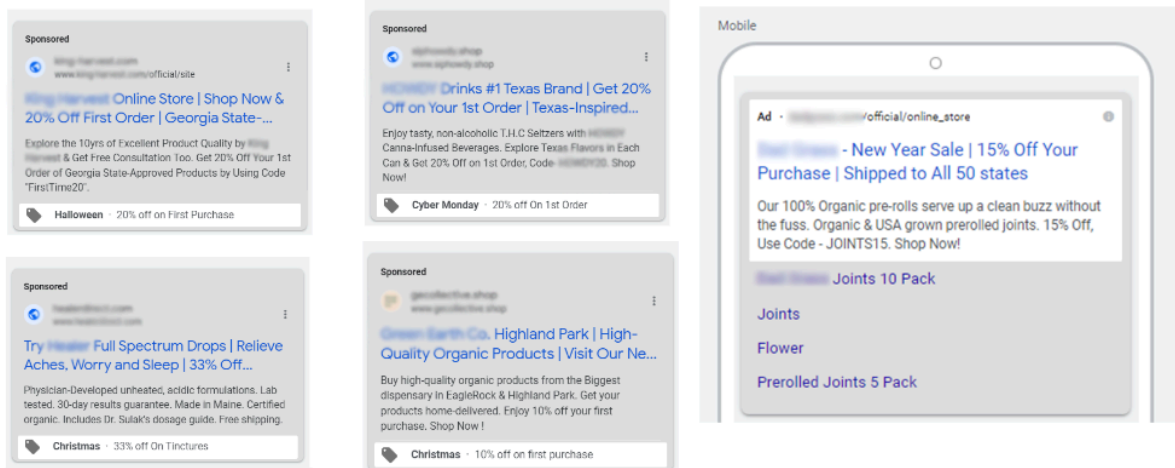 Sponsored
/official/site
Online Store | Shop Now &
20% Off First Order | Georgia State-...
Explore the 10yrs of Excellent Product Quality by
& Get Free Consultation Too. Get 20% Off Your 1st
Order of Georgia State-Approved Products by Using Code
"FirstTime20".
Halloween · 20% off on First Purchase
Sponsored
Drinks #1 Texas Brand | Get 20%
Off on Your 1st Order | Texas-Inspired...
Enjoy tasty, non-alcoholic T.H.C Seltzers with
Canna-Infused Beverages. Explore Texas Flavors in Each
Can & Get 20% Off on 1st Order, Code-
Shop
Now!
Cyber Monday · 20% off On 1st Order
Sponsored
Try
Full Spectrum Drops | Relieve
Aches, Worry and Sleep | 33% Off...
Physician-Developed unheated, acidic formulations. Lab
tested. 30-day results guarantee. Made in Maine. Certified
organic. Includes Dr. Sulak's dosage guide. Free shipping.
Christmas · 33% off On Tinctures
Sponsored
Highland Park | High-
Quality Organic Products | Visit Our Ne...
Buy high-quality organic products from the Biggest
dispensary in EagleRock & Highland Park. Get your
products home-delivered. Enjoy 10% off your first
purchase. Shop Now !
Christmas · 10% off on first purchase
Mobile
Ad ·
/official/online_store
- New Year Sale | 15% Off Your
Purchase | Shipped to All 50 states
Our 100% Organic pre-rolls serve up a clean buzz without
the fuss. Organic & USA grown prerolled joints. 15% Off,
Use Code - JOINTS15. Shop Now!
Joints 10 Pack
Joints
Flower
Prerolled Joints 5 Pack